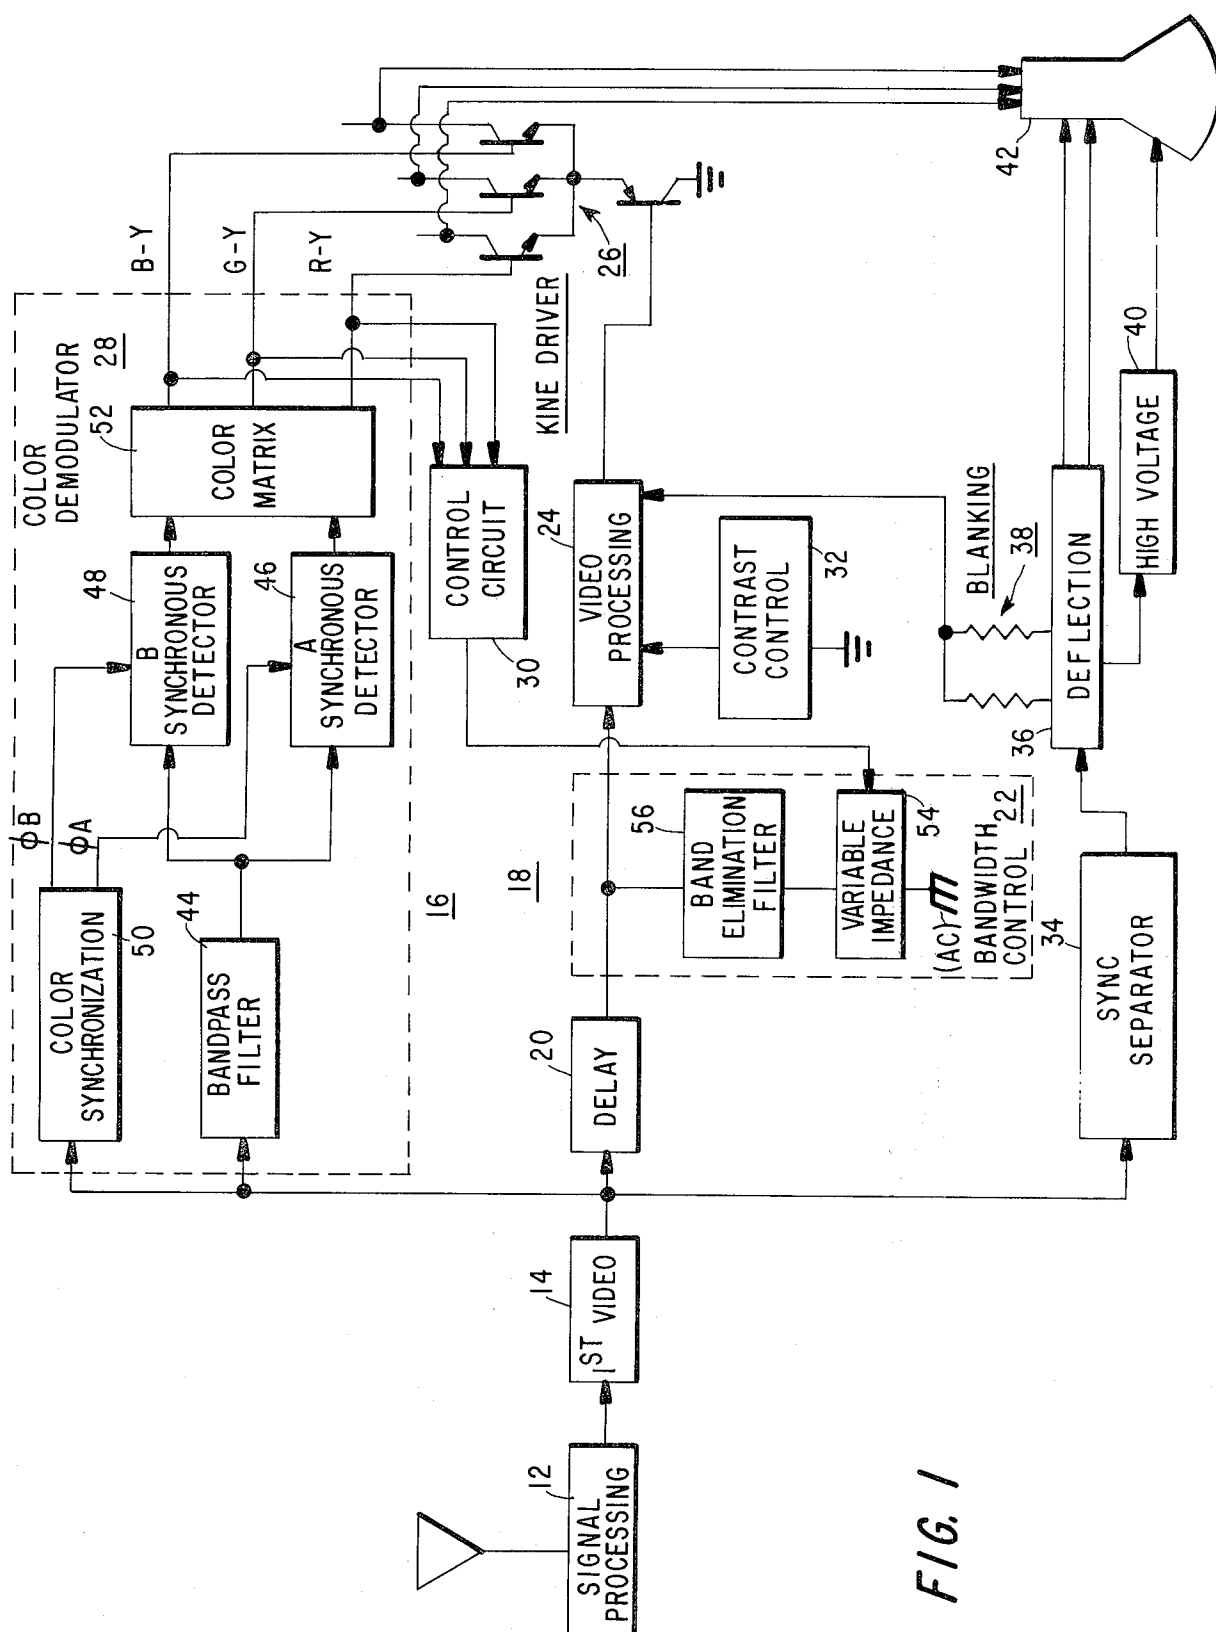 COLOR
DEMODULATOR
28
COLOR
SYNCHRONIZATION
50
ΦB
ΦA
48
B
SYNCHRONOUS
DETECTOR
52
COLOR
MATRIX
B-Y
G-Y
R-Y
44
BANDPASS
FILTER
46
A
SYNCHRONOUS
DETECTOR
16
CONTROL
CIRCUIT
30
KINE DRIVER
26
18
12
SIGNAL
PROCESSING
14
1ST VIDEO
20
DELAY
24
VIDEO
PROCESSING
56
BAND
ELIMINATION
FILTER
VARIABLE
IMPEDANCE
54
(AC)
BANDWIDTH
CONTROL 22
CONTRAST
CONTROL
32
BLANKING
38
34
SYNC
SEPARATOR
36
DEFLECTION
40
HIGH VOLTAGE
42
FIG. 1